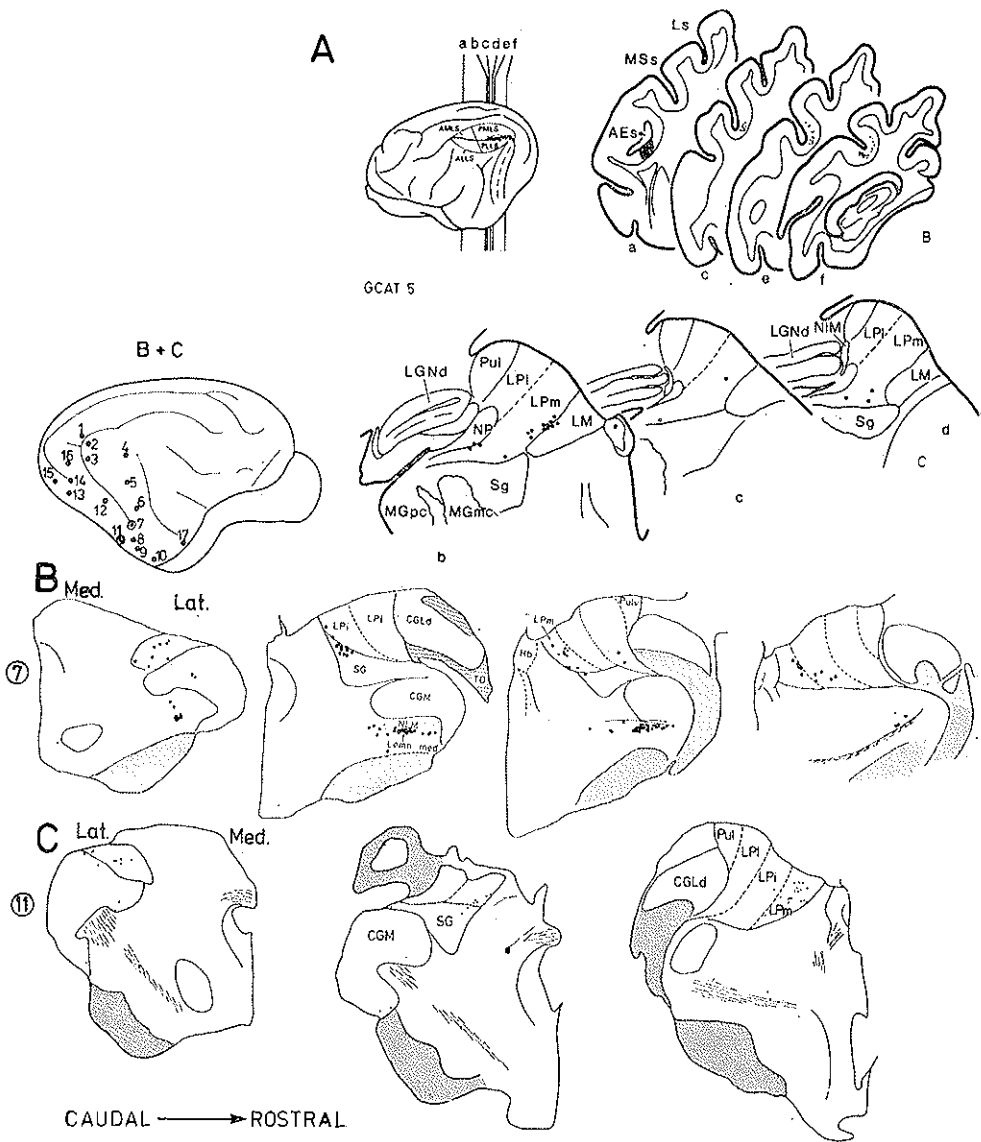 A
abcdef
AMLS PMLS
PLLS
ALLS
Ls
MSs
AEs
a
c
e
f
B
GCAT 5
B + C
1
2
3
4
5
6
7
8
9
10
11
12
13
14
15
16
17
LGNd
Pul
LPl
LPm
NP
LM
Sg
MGpc
MGmc
b
c
LGNd
NIM
LPl
LPm
LM
Sg
d
C
B
Med.
Lat.
7
LPi
LPl
CGLd
SG
TO
CGM
Lemn med
LPm
Hb
Pulv
C
Lat.
Med.
11
SG
CGM
Pul
LPl
LPi
LPm
CGLd
CAUDAL
ROSTRAL